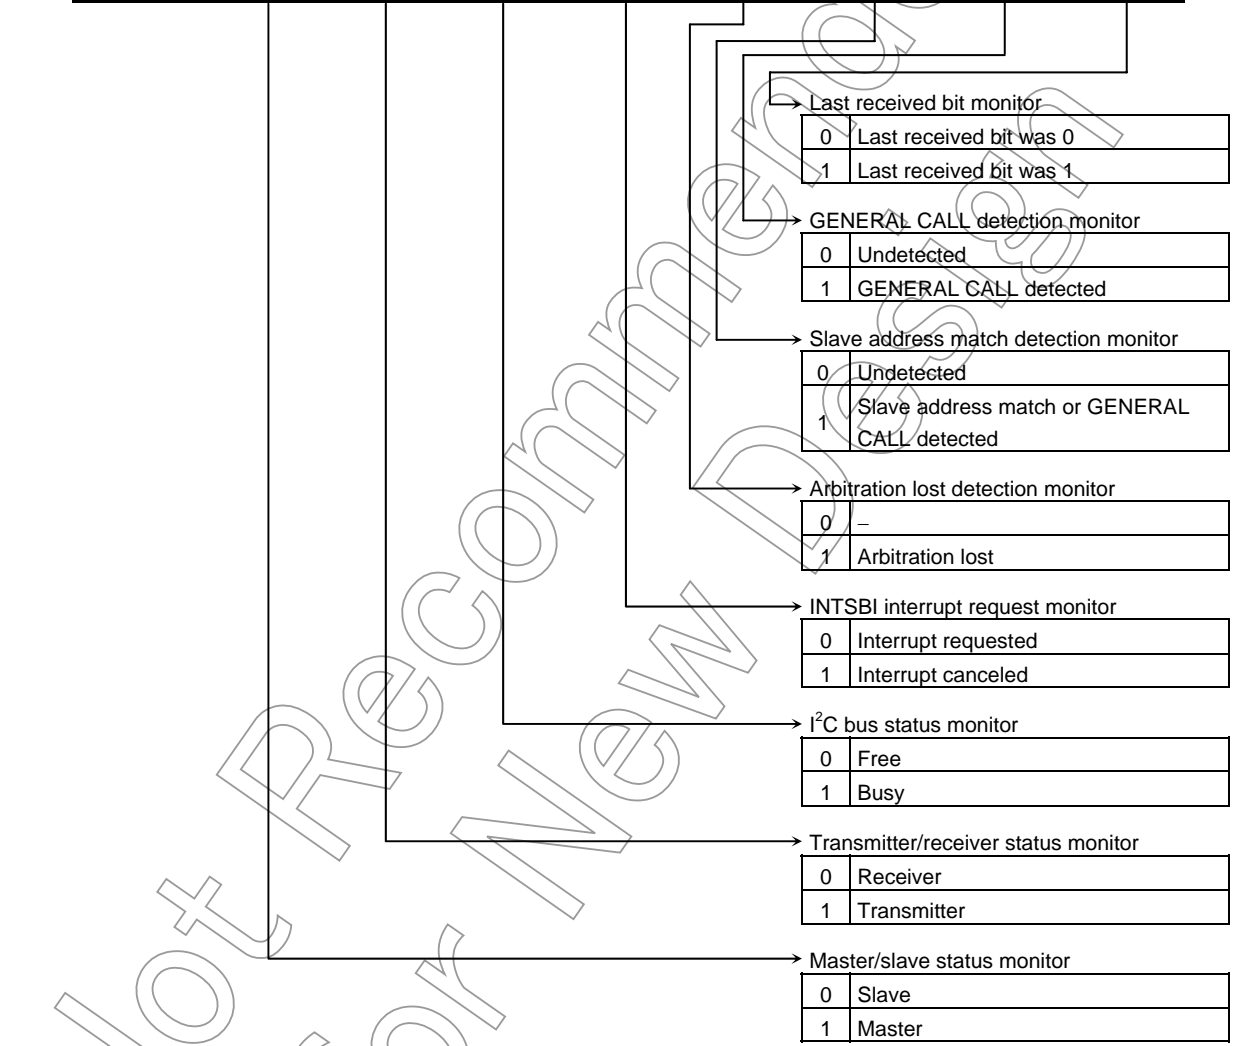 Last received bit monitor
0 Last received bit was 0
1 Last received bit was 1
GENERAL CALL detection monitor
0 Undetected
1 GENERAL CALL detected
Slave address match detection monitor
0 Undetected
1 Slave address match or GENERAL
CALL detected
Arbitration lost detection monitor
0 −
1 Arbitration lost
INTSBI interrupt request monitor
0 Interrupt requested
1 Interrupt canceled
I²C bus status monitor
0 Free
1 Busy
Transmitter/receiver status monitor
0 Receiver
1 Transmitter
Master/slave status monitor
0 Slave
1 Master